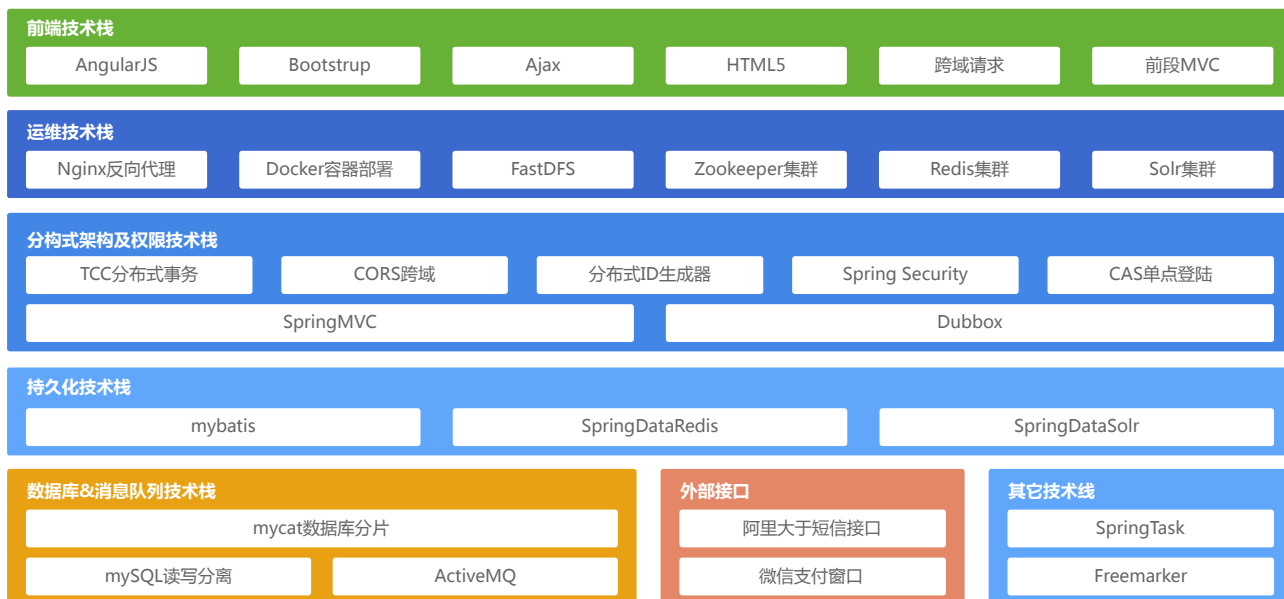 前端技术栈
AngularJS
Bootstrup
Ajax
HTML5
跨域请求
前段MVC
运维技术栈
Nginx反向代理
Docker容器部署
FastDFS
Zookeeper集群
Redis集群
Solr集群
分构式架构及权限技术栈
TCC分布式事务
CORS跨域
分布式ID生成器
Spring Security
CAS单点登陆
SpringMVC
Dubbox
持久化技术栈
mybatis
SpringDataRedis
SpringDataSolr
数据库&消息队列技术栈
mycat数据库分片
mySQL读写分离
ActiveMQ
外部接口
阿里大于短信接口
微信支付窗口
其它技术线
SpringTask
Freemarker